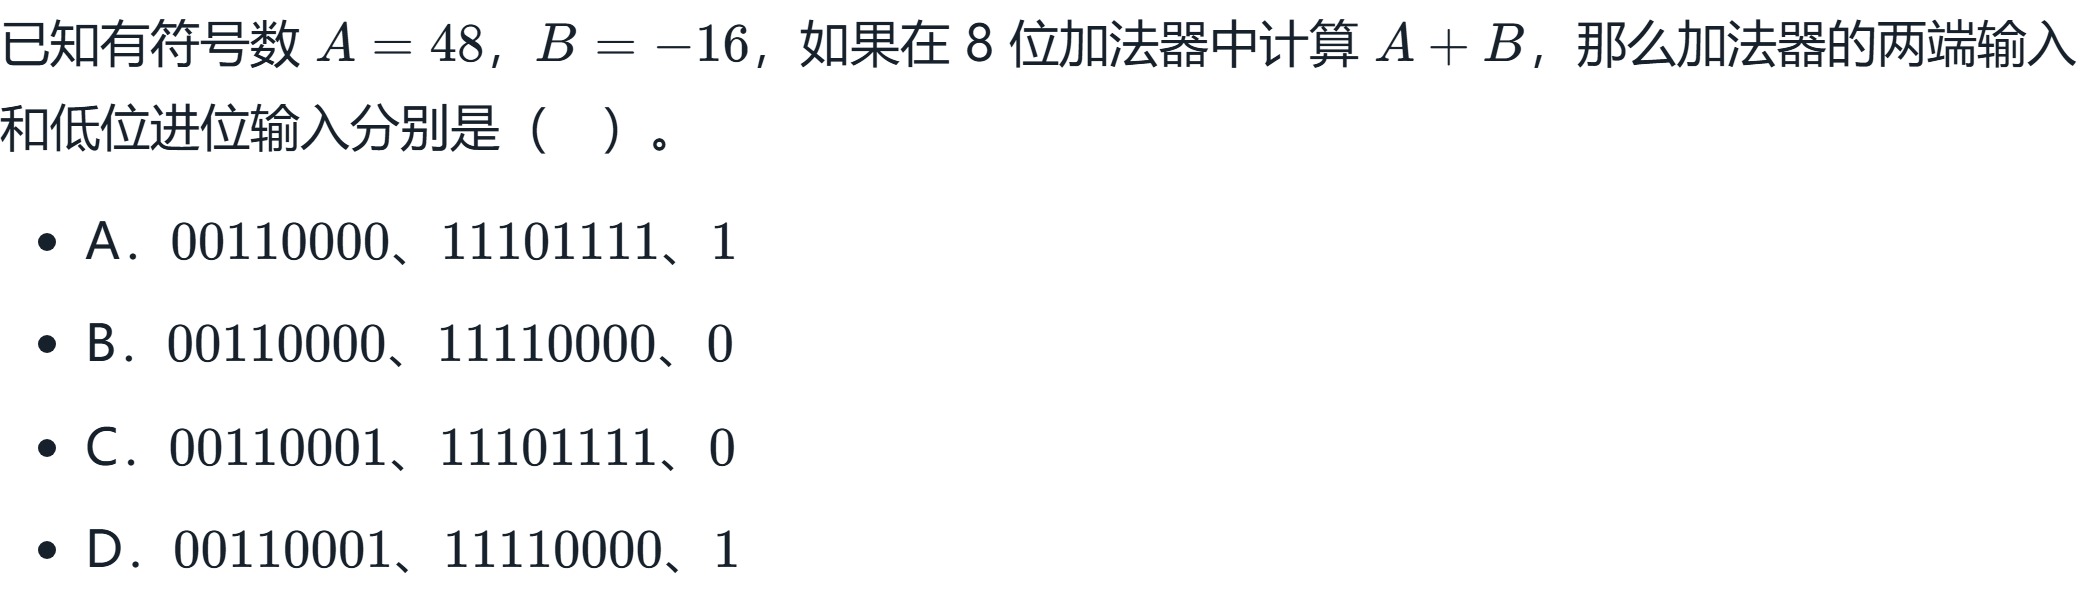 已知有符号数 A = 48，B = −16，如果在 8 位加法器中计算 A + B，那么加法器的两端输入
和低位进位输入分别是（ ）。
• A．00110000、11101111、1
• B．00110000、11110000、0
• C．00110001、11101111、0
• D．00110001、11110000、1